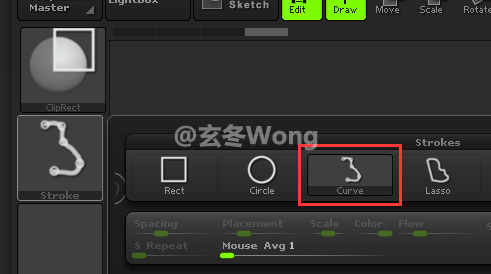 Master
Lightbox
Sketch
Edit
Draw
Move
Scale
Rotate
ClipRect
@玄冬Wong
Strokes
Stroke
Rect
Circle
Curve
Lasso
Spacing
Placement
Scale
Color
Flow
S Repeat
Mouse Avg 1